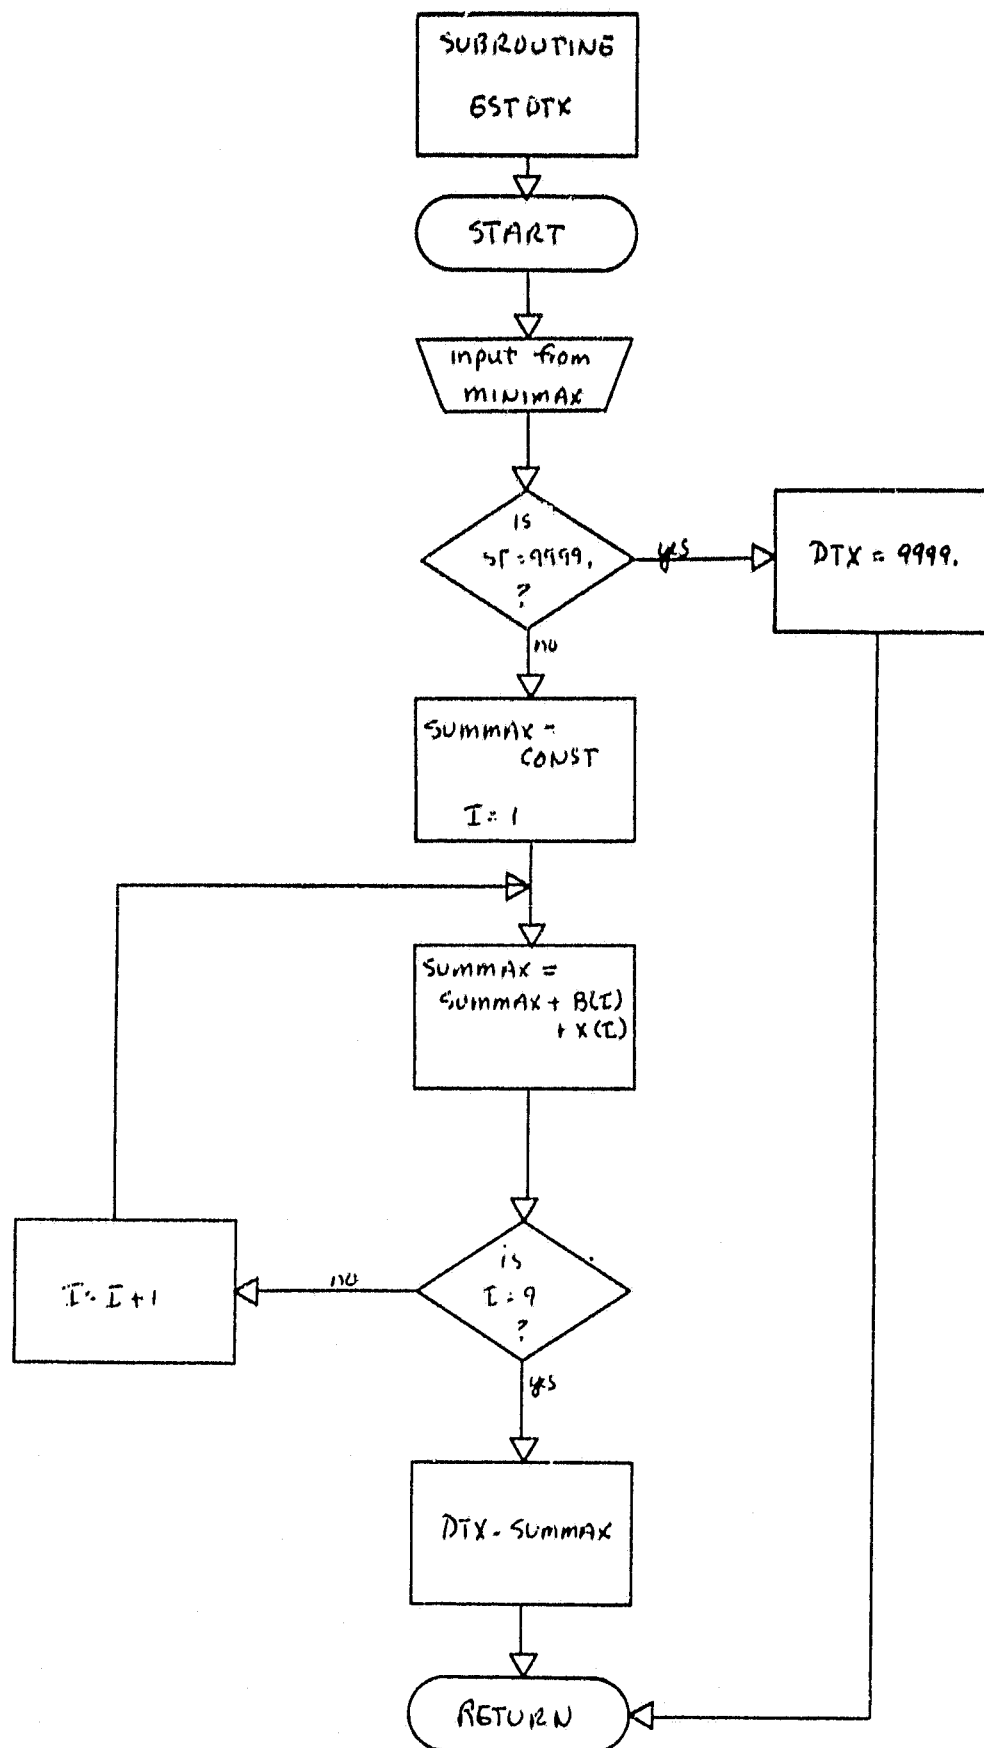 SUBROUTINE
ESTDTX
START
input from
MINIMAX
is
ST=9999.
?
yes
DTX = 9999.
no
SUMMAX =
CONST
I = 1
SUMMAX =
SUMMAX + B(I)
+ X(I)
is
I = 9
?
no
I = I + 1
yes
DTX = SUMMAX
RETURN